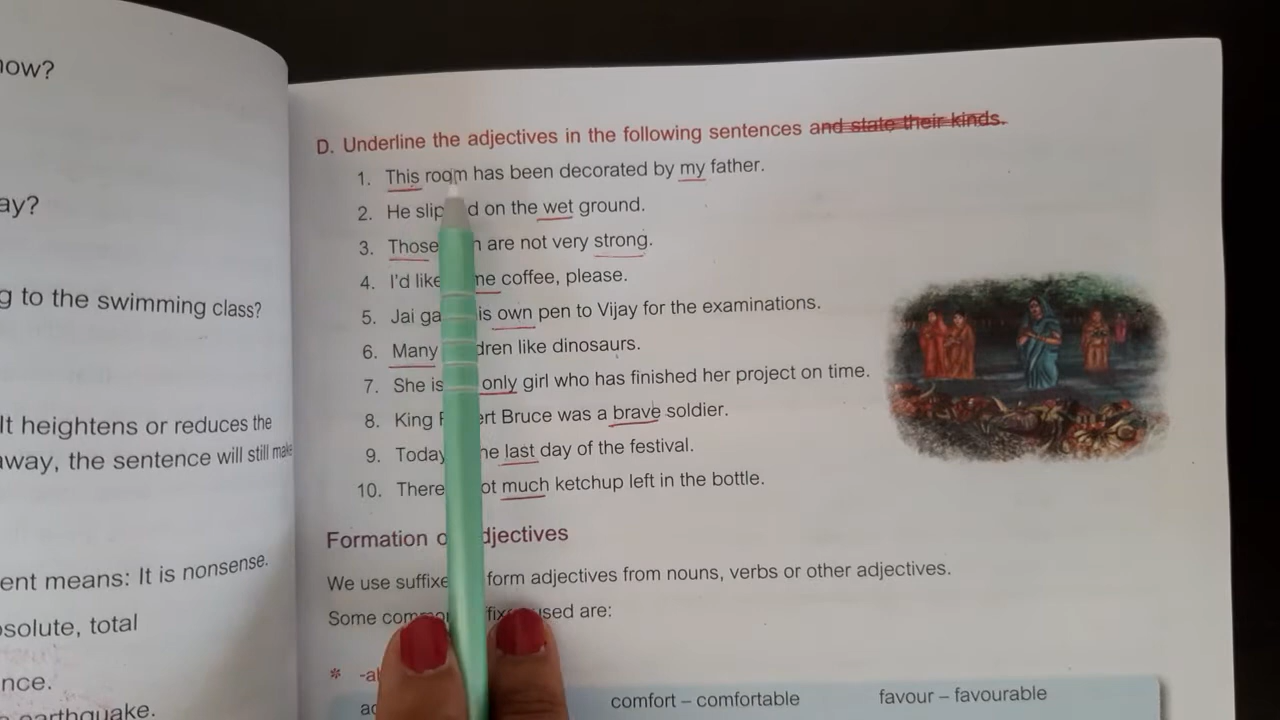 now?
ay?
g to the swimming class?
It heightens or reduces the
away, the sentence will still make
ent means: It is nonsense.
solute, total
nce.
earthquake.
D. Underline the adjectives in the following sentences and state their kinds.
1. This room has been decorated by my father.
2. He slip d on the wet ground.
3. Those n are not very strong.
4. I'd like me coffee, please.
5. Jai ga is own pen to Vijay for the examinations.
6. Many dren like dinosaurs.
7. She is only girl who has finished her project on time.
8. King R ert Bruce was a brave soldier.
9. Today he last day of the festival.
10. There ot much ketchup left in the bottle.
Formation o djectives
We use suffixe form adjectives from nouns, verbs or other adjectives.
Some common fixes used are:
* -a
comfort – comfortable favour – favourable